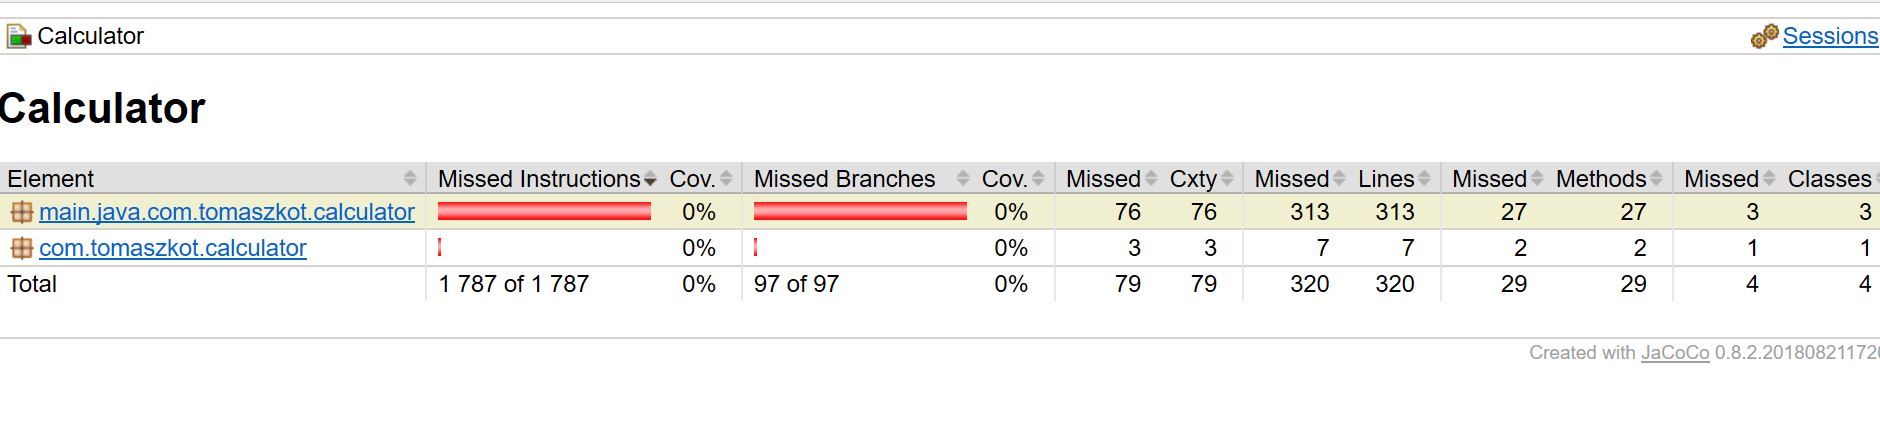 Calculator Sessions
Calculator
Element Missed Instructions Cov. Missed Branches Cov. Missed Cxty Missed Lines Missed Methods Missed Classes
main.java.com.tomaszkot.calculator 0% 0% 76 76 313 313 27 27 3 3
com.tomaszkot.calculator 0% 0% 3 3 7 7 2 2 1 1
Total 1 787 of 1 787 0% 97 of 97 0% 79 79 320 320 29 29 4 4
Created with JaCoCo 0.8.2.20180821172